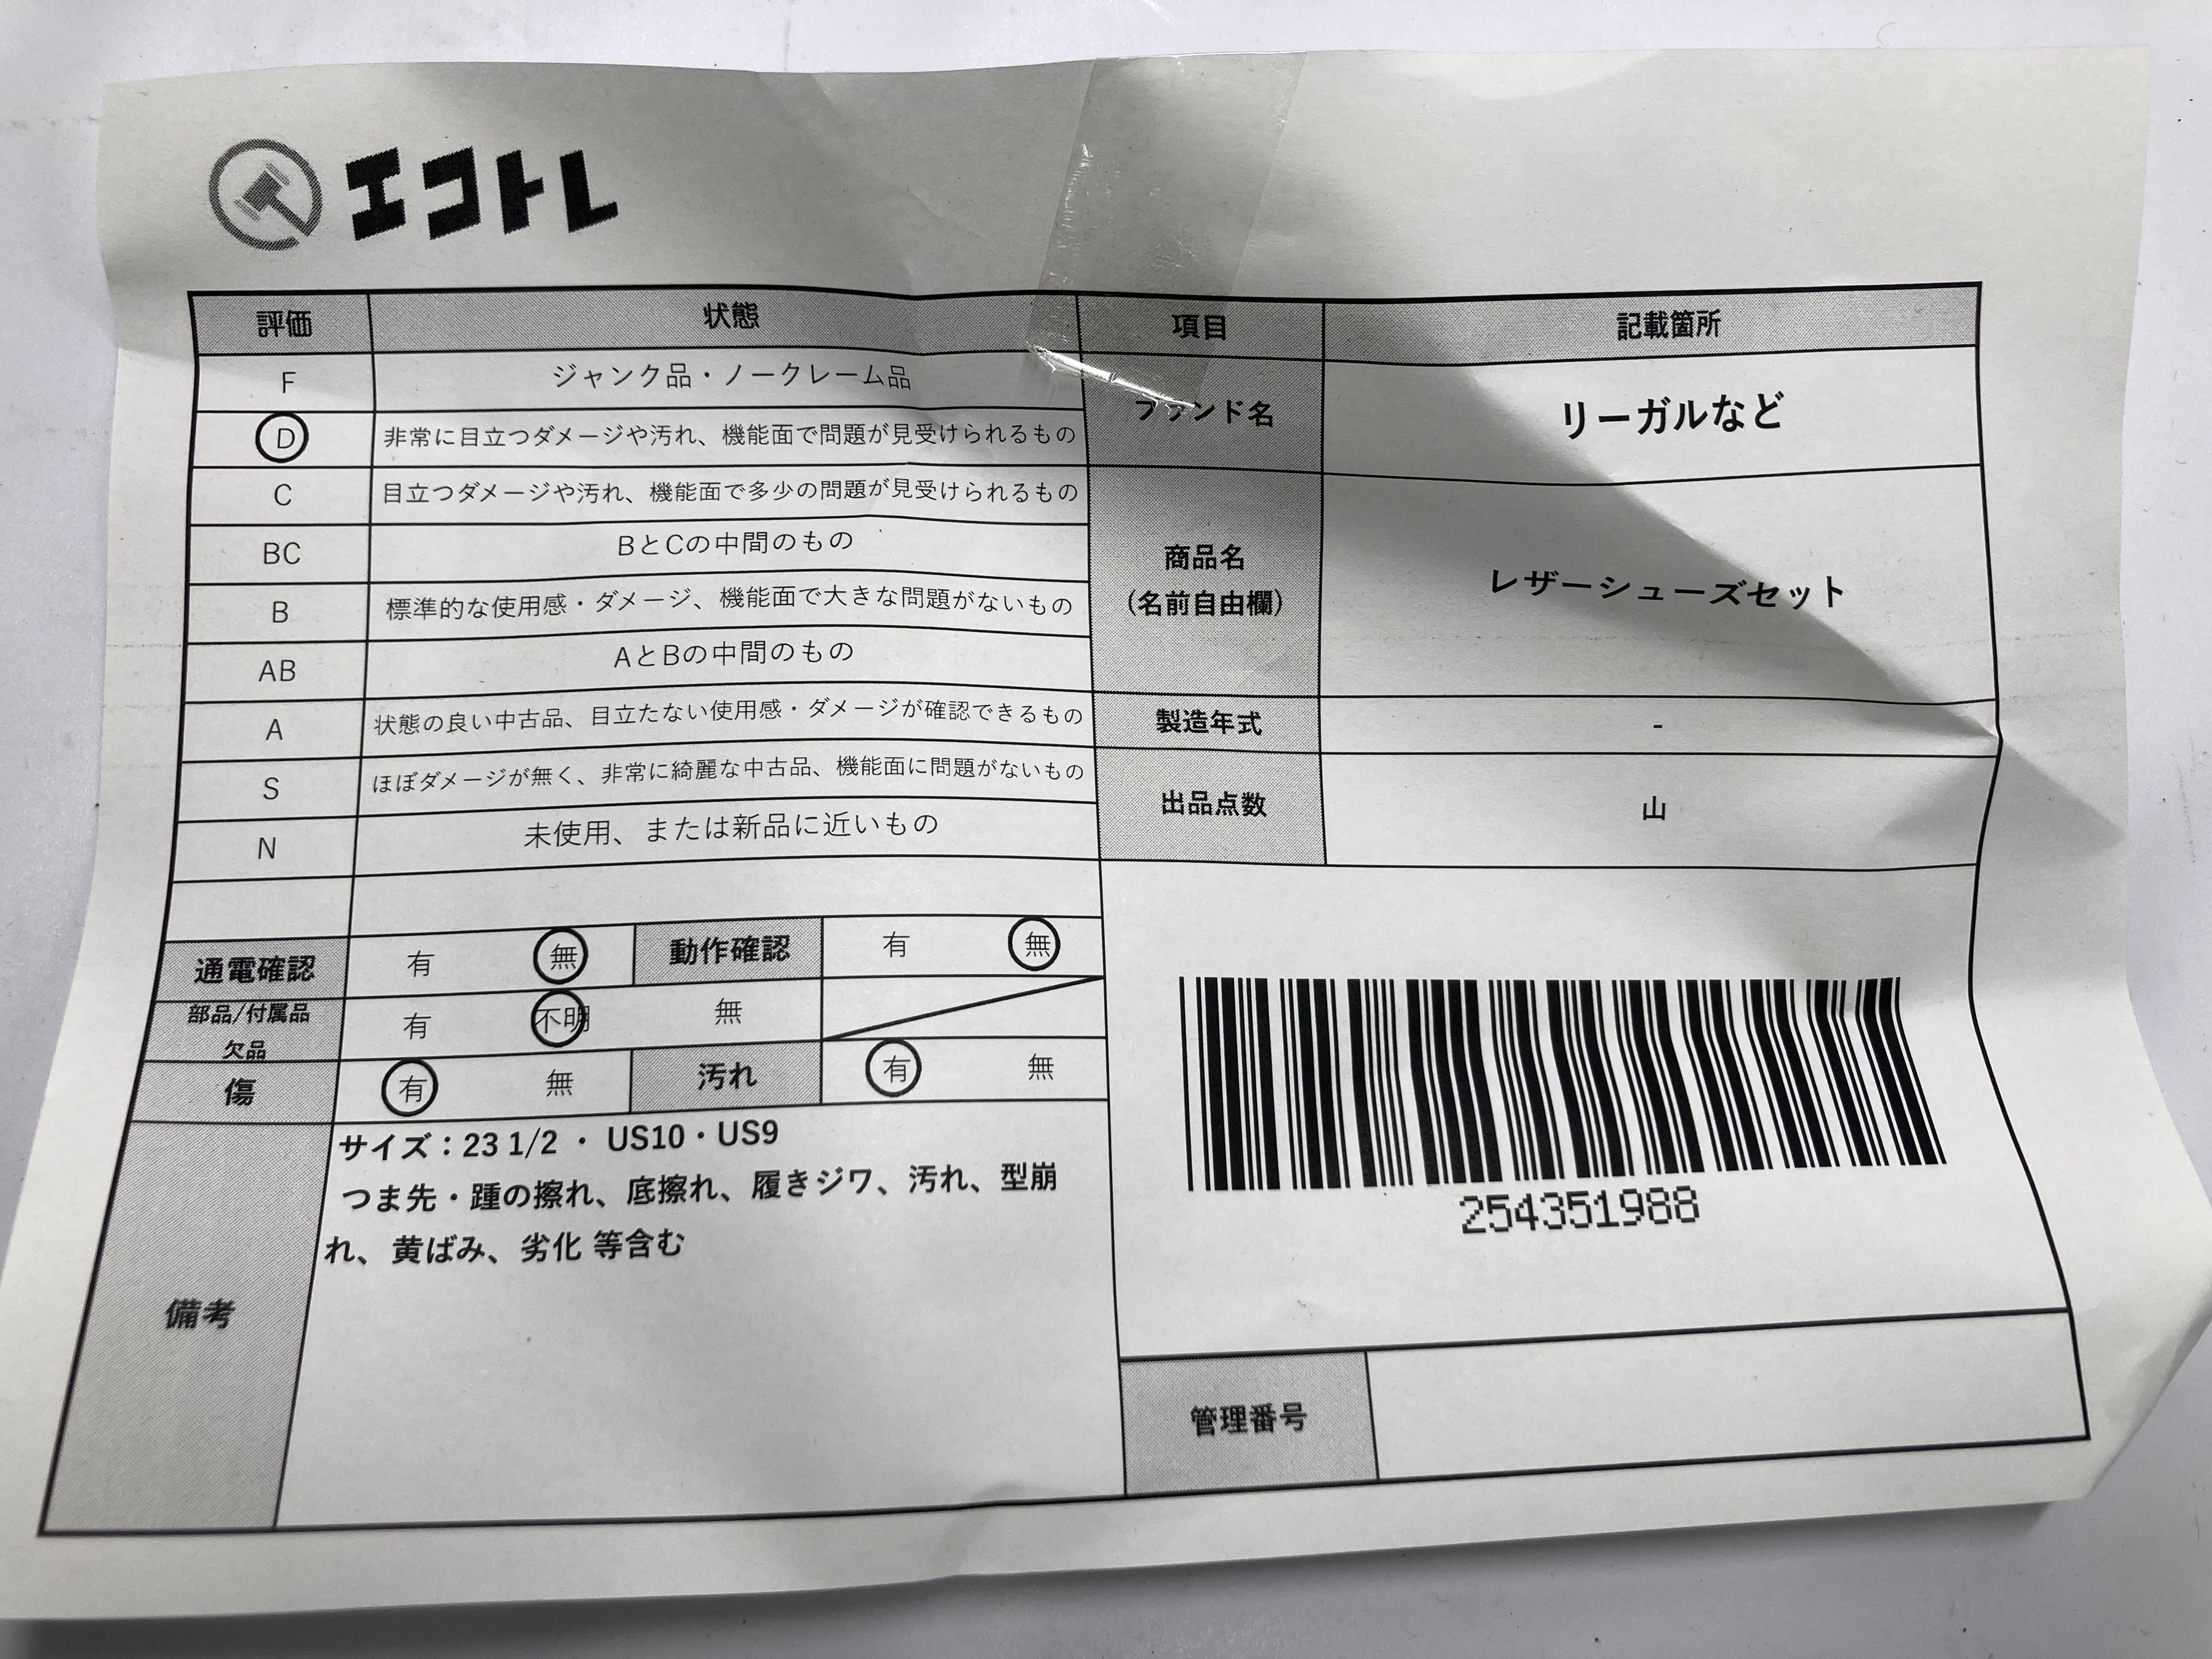 エコトレ
評価 状態 項目 記載箇所
F ジャンク品・ノークレーム品
D 非常に目立つダメージや汚れ、機能面で問題が見受けられるもの
C 目立つダメージや汚れ、機能面で多少の問題が見受けられるもの
BC BとCの中間のもの
B 標準的な使用感・ダメージ、機能面で大きな問題がないもの
AB AとBの中間のもの
A 状態の良い中古品、目立たない使用感・ダメージが確認できるもの
S ほぼダメージが無く、非常に綺麗な中古品、機能面に問題がないもの
N 未使用、または新品に近いもの
ブランド名 リーガルなど
商品名
(名前自由欄)
レザーシューズセット
製造年式 -
出品点数 山
通電確認 有 無 動作確認 有 無
部品/付属品
欠品
有 不明 無
傷 有 無 汚れ 有 無
備考
サイズ：23 1/2 ・ US10・US9
つま先・踵の擦れ、底擦れ、履きジワ、汚れ、型崩
れ、黄ばみ、劣化 等含む
254351988
管理番号